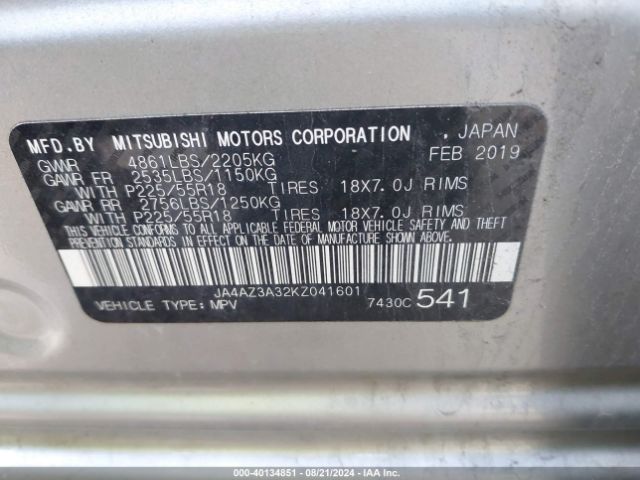 MFD.BY MITSUBISHI MOTORS CORPORATION , JAPAN
GVWR 4861LBS/2205KG FEB 2019
GAWR FR 2535LBS/1150KG
WITH P225/55R18 TIRES 18X7.0J RIMS
GAWR RR 2756LBS/1250KG
WITH P225/55R18 TIRES 18X7.0J RIMS
THIS VEHICLE CONFORMS TO ALL APPLICABLE FEDERAL MOTOR VEHICLE SAFETY AND THEFT
PREVENTION STANDARDS IN EFFECT ON THE DATE OF MANUFACTURE SHOWN ABOVE.
JA4AZ3A32KZ041601
VEHICLE TYPE: MPV 7430C 541
000-40134851 - 08/21/2024 - IAAI.COM